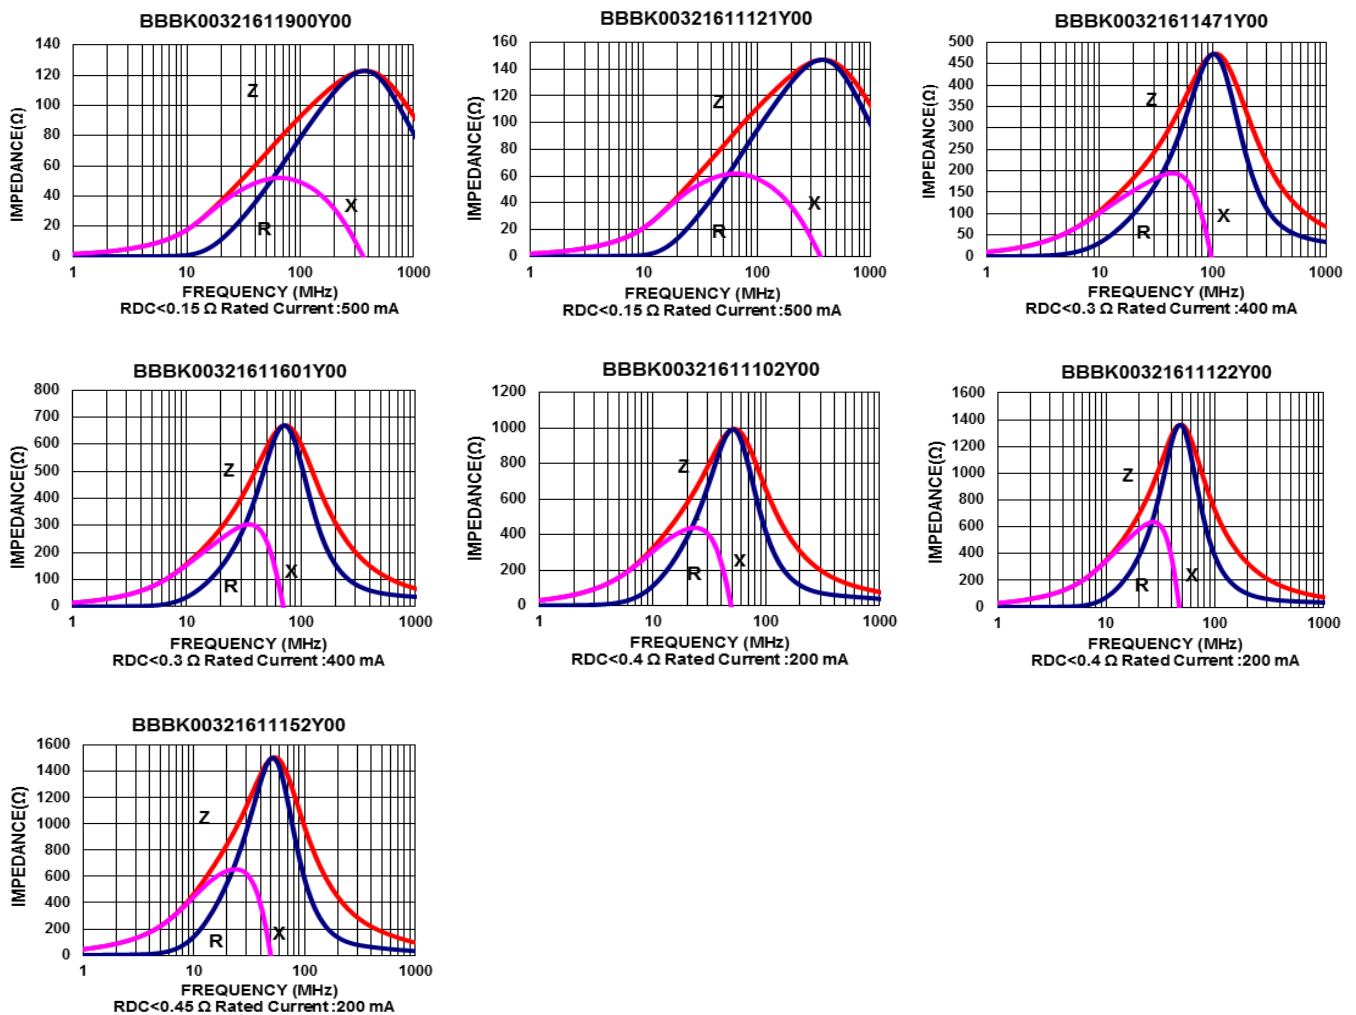 BBBK00321611900Y00
140
120
100
80
60
40
20
0
IMPEDANCE(Ω)
Z
X
R
1 10 100 1000
FREQUENCY (MHz)
RDC<0.15 Ω Rated Current :500 mA
BBBK00321611121Y00
160
140
120
100
80
60
40
20
0
IMPEDANCE(Ω)
Z
X
R
1 10 100 1000
FREQUENCY (MHz)
RDC<0.15 Ω Rated Current :500 mA
BBBK00321611471Y00
500
450
400
350
300
250
200
150
100
50
0
IMPEDANCE(Ω)
Z
X
R
1 10 100 1000
FREQUENCY (MHz)
RDC<0.3 Ω Rated Current :400 mA
BBBK00321611601Y00
800
700
600
500
400
300
200
100
0
IMPEDANCE(Ω)
Z
X
R
1 10 100 1000
FREQUENCY (MHz)
RDC<0.3 Ω Rated Current :400 mA
BBBK00321611102Y00
1200
1000
800
600
400
200
0
IMPEDANCE(Ω)
Z
X
R
1 10 100 1000
FREQUENCY (MHz)
RDC<0.4 Ω Rated Current :200 mA
BBBK00321611122Y00
1600
1400
1200
1000
800
600
400
200
0
IMPEDANCE(Ω)
Z
X
R
1 10 100 1000
FREQUENCY (MHz)
RDC<0.4 Ω Rated Current :200 mA
BBBK00321611152Y00
1600
1400
1200
1000
800
600
400
200
0
IMPEDANCE(Ω)
Z
X
R
1 10 100 1000
FREQUENCY (MHz)
RDC<0.45 Ω Rated Current :200 mA